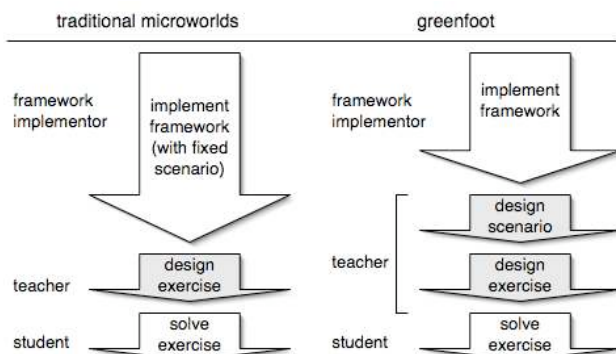 traditional microworlds
greenfoot
framework
implementor
implement
framework
(with fixed
scenario)
teacher
design
exercise
student
solve
exercise
framework
implementor
implement
framework
teacher
design
scenario
design
exercise
student
solve
exercise